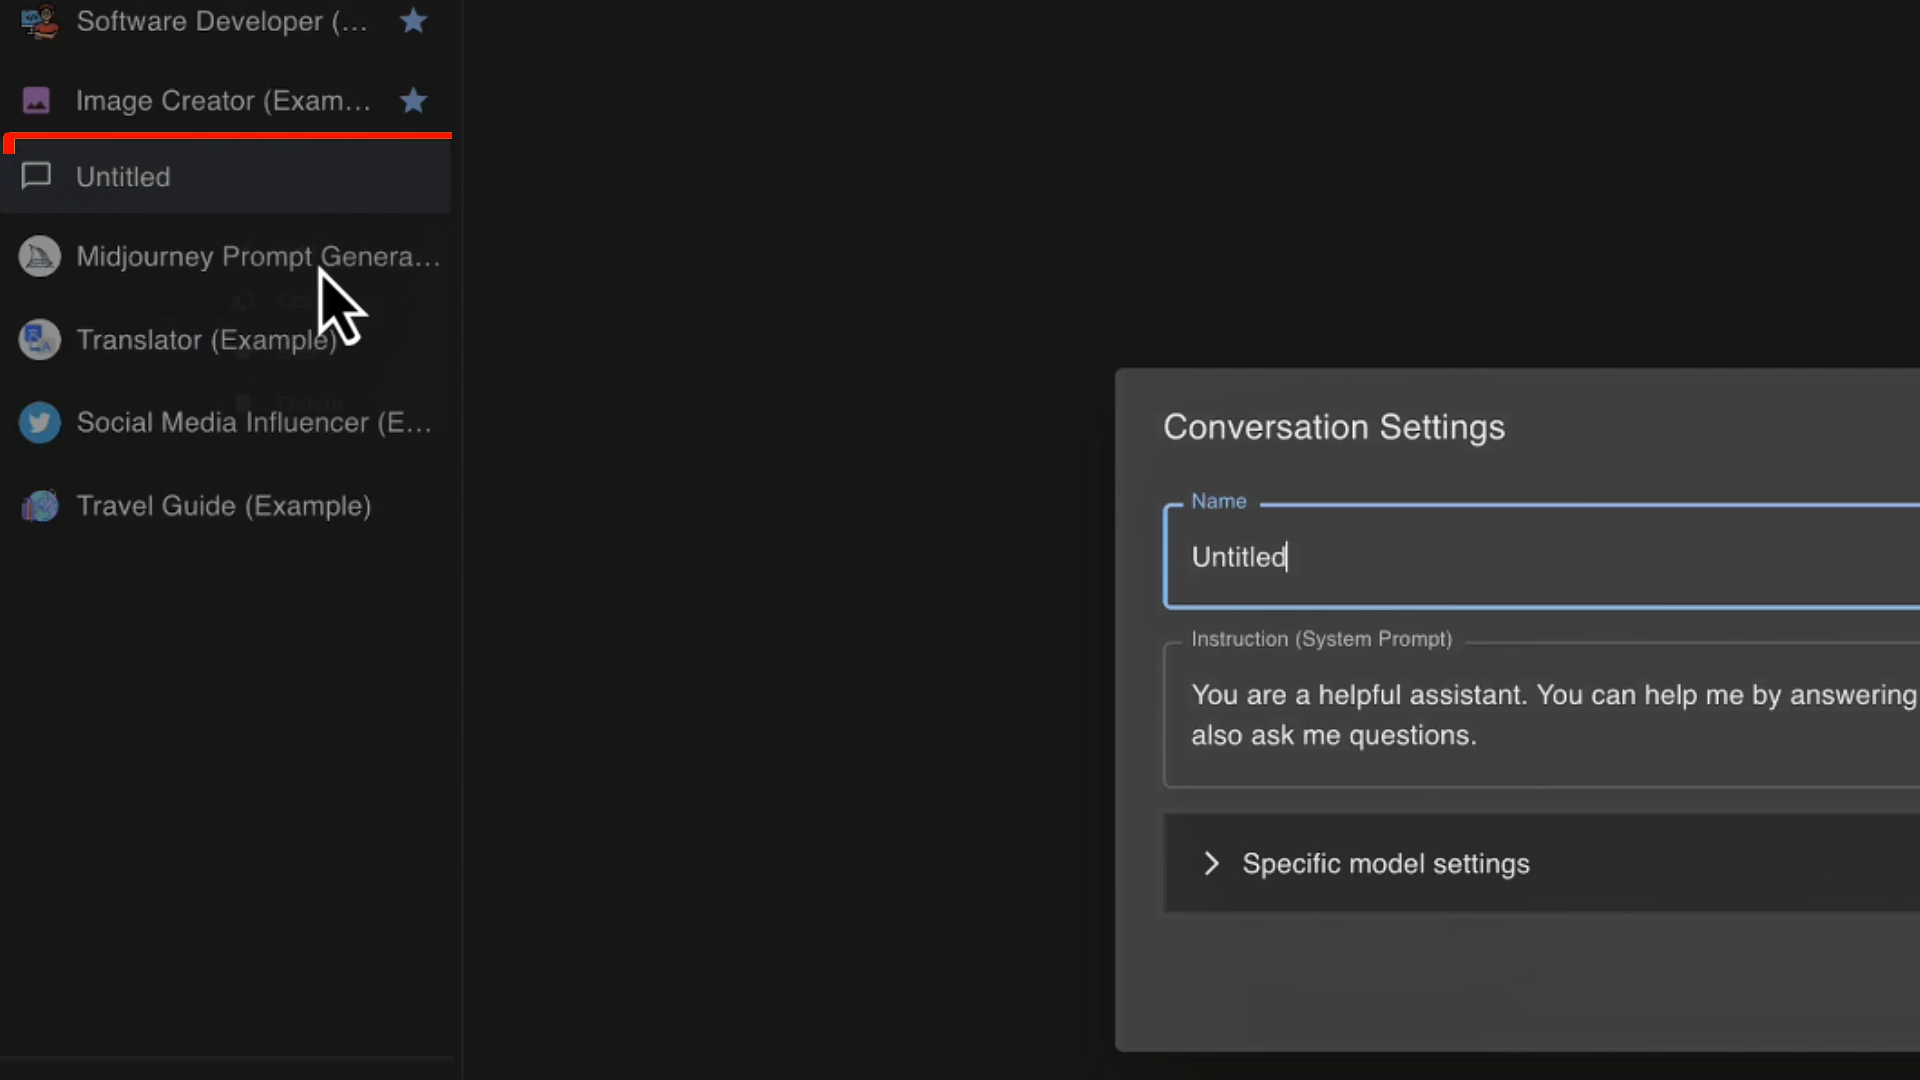 Software Developer (...
Image Creator (Exam...
Untitled
Midjourney Prompt Genera...
Translator (Example)
Social Media Influencer (E...
Travel Guide (Example)
Conversation Settings
Name
Untitled
Instruction (System Prompt)
You are a helpful assistant. You can help me by answering
also ask me questions.
Specific model settings